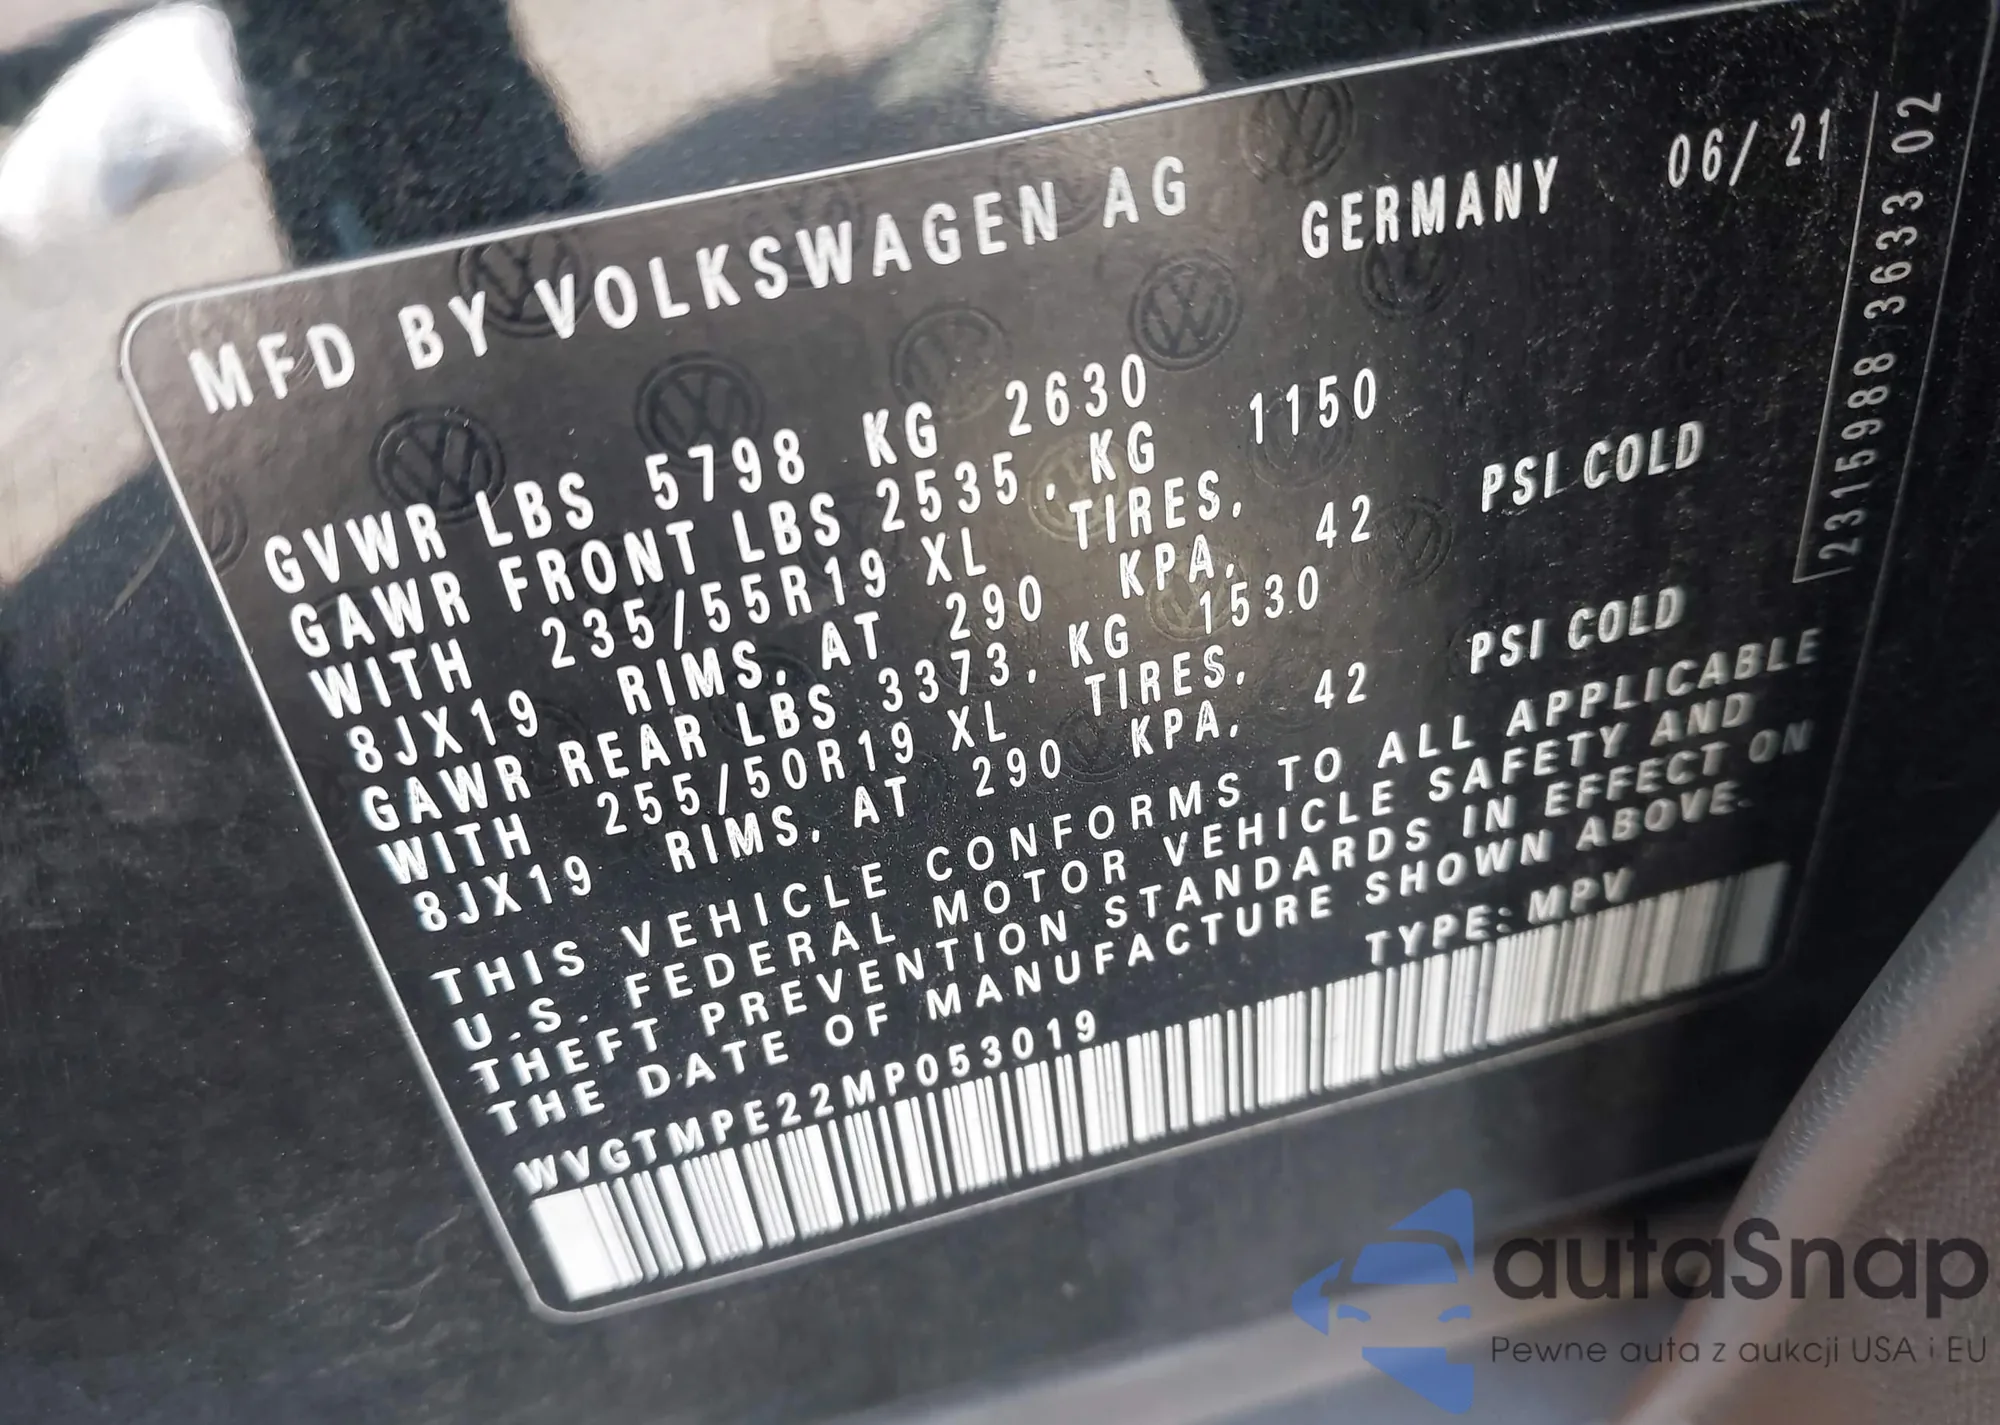 MFD BY VOLKSWAGEN AG GERMANY 06/ 21
GVWR LBS 5798 KG 2630
GAWR FRONT LBS 2535, KG 1150
WITH 235/55R19 XL TIRES,
8JX19 RIMS, AT 290 KPA, 42 PSI COLD
GAWR REAR LBS 3373, KG 1530
WITH 255/50R19 XL TIRES,
8JX19 RIMS, AT 290 KPA, 42 PSI COLD
THIS VEHICLE CONFORMS TO ALL APPLICABLE
U.S. FEDERAL MOTOR VEHICLE SAFETY AND
THEFT PREVENTION STANDARDS IN EFFECT ON
THE DATE OF MANUFACTURE SHOWN ABOVE.
WVGTMPE22MP053019 TYPE: MPV
2315988 3633 02
autaSnap
Pewne auta z aukcji USA i EU